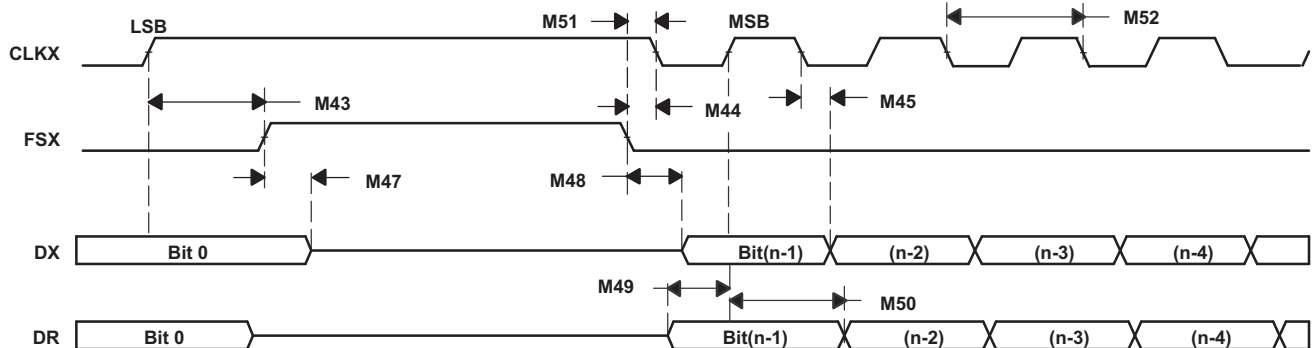 LSB
M51
MSB
M52
CLKX
M43
M44
M45
FSX
M47
M48
DX
Bit 0
Bit(n-1)
(n-2)
(n-3)
(n-4)
M49
M50
DR
Bit 0
Bit(n-1)
(n-2)
(n-3)
(n-4)